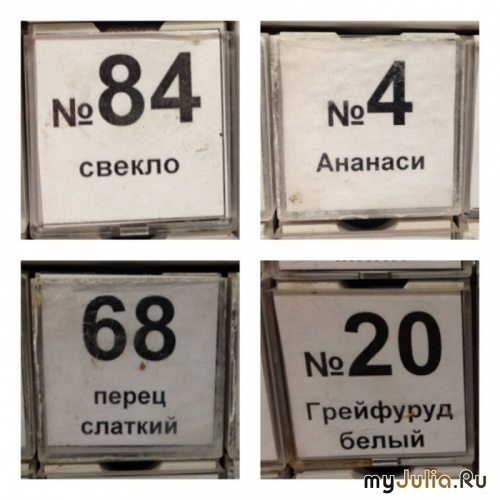 №84
свекло
№4
Ананаси
68
перец
слаткий
№20
Грейфуруд
белый
myJulia.Ru